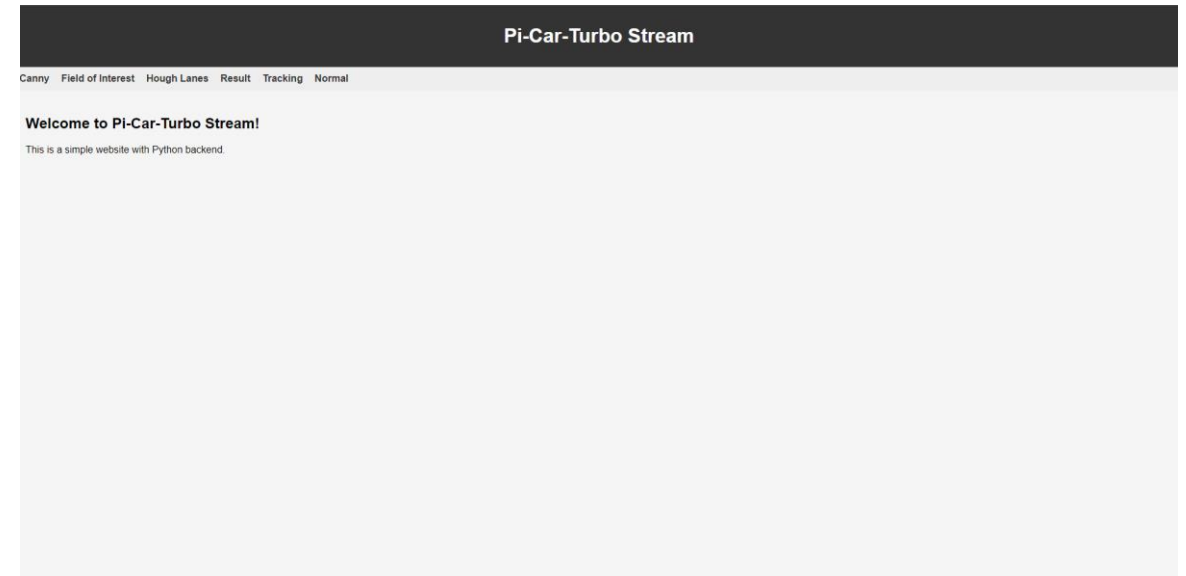 Pi-Car-Turbo Stream
Canny Field of Interest Hough Lanes Result Tracking Normal
Welcome to Pi-Car-Turbo Stream!
This is a simple website with Python backend.